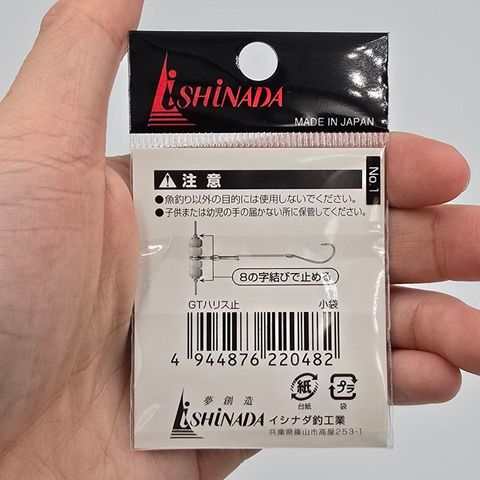 iSHiNADA
MADE IN JAPAN
No.1
注意
●魚釣り以外の目的には使用しないでください。
●子供または幼児の手の届かない所に保管してください。
8の字結びで止める
GTハリス止 小袋
4 944876 220482
夢創造
iSHiNADA イシナダ釣工業
兵庫県篠山市高屋253-1
紙 プラ
台紙 袋